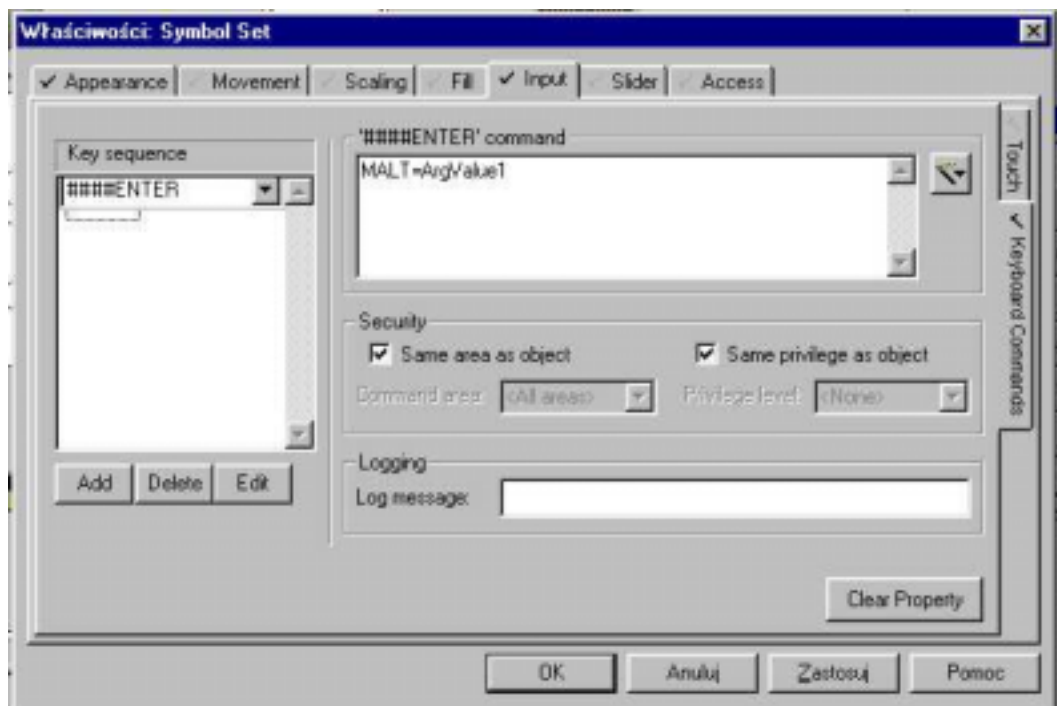 Właściwości: Symbol Set
Appearance Movement Scaling Fill Input Slider Access
Key sequence
####ENTER
'####ENTER' command
MALT=ArgValue1
Touch
Keyboard Commands
Security
Same area as object Same privilege as object
Command area: <All areas> Privilege level: <None>
Logging
Log message:
Add Delete Edit
Clear Property
OK Anuluj Zastosuj Pomoc